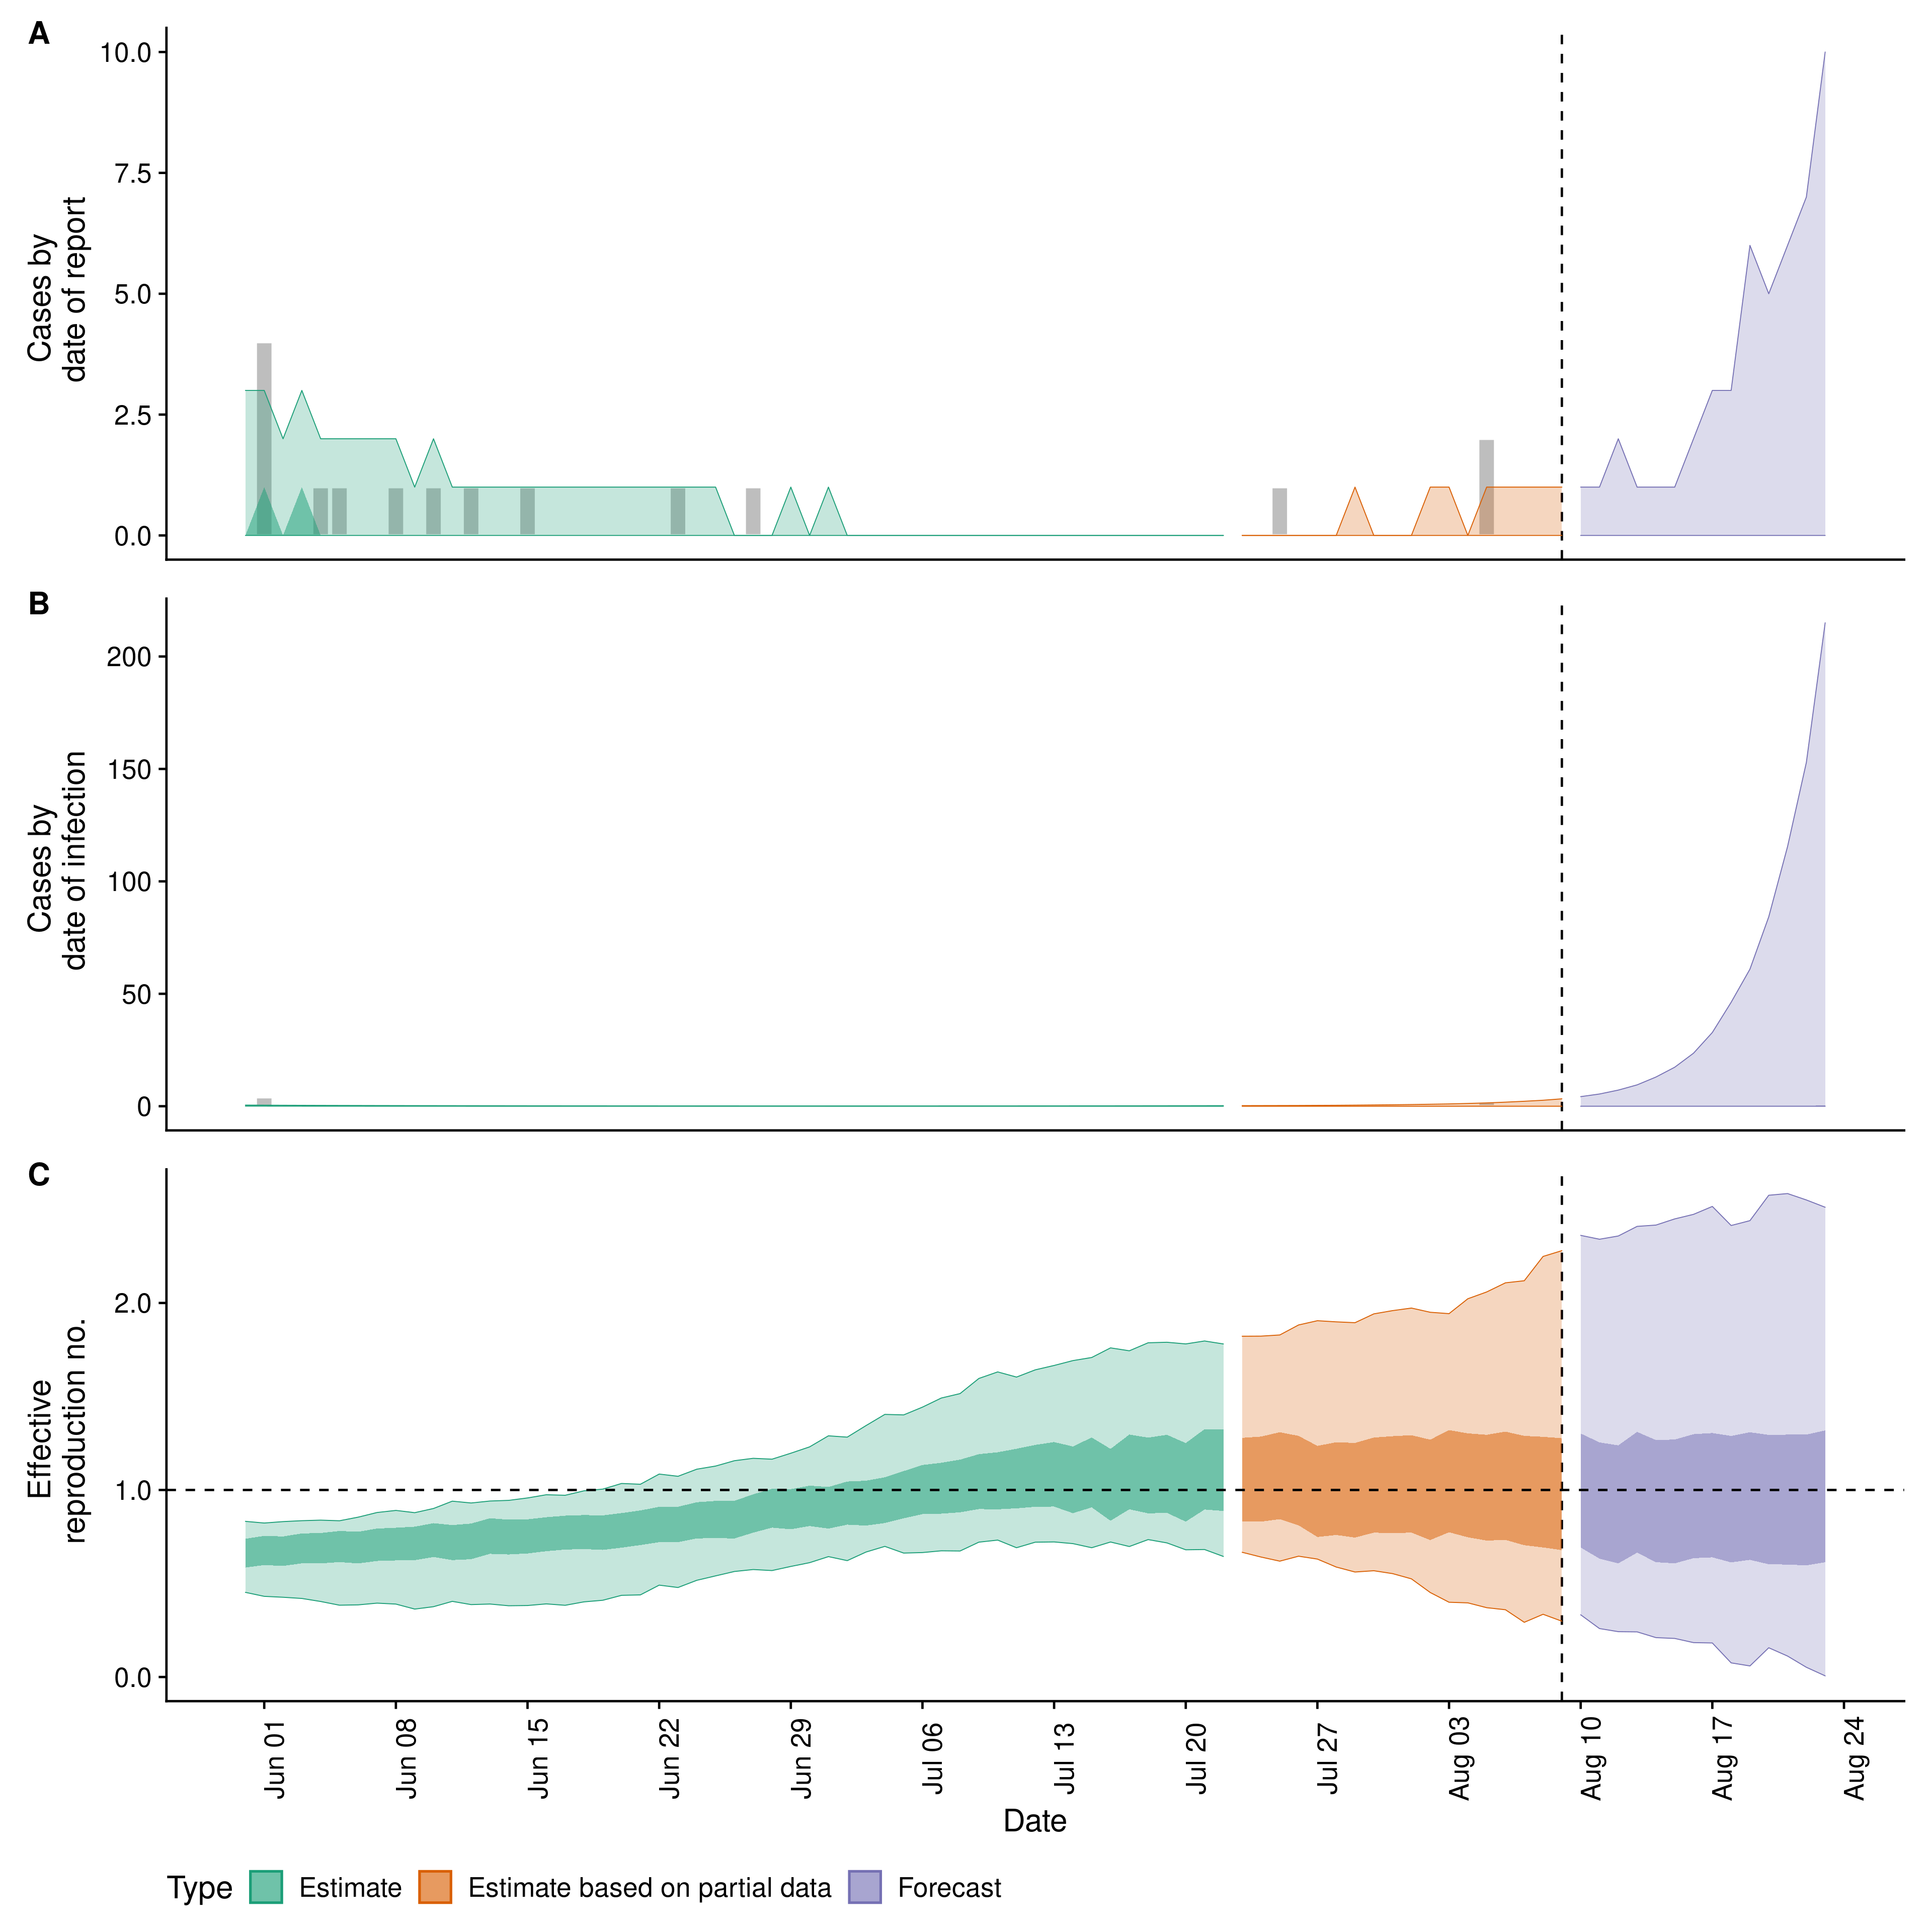 A
10.0
7.5
5.0
2.5
0.0
Cases by
date of report
B
200
150
100
50
0
Cases by
date of infection
C
2.0
1.0
0.0
Effective
reproduction no.
Jun 01
Jun 08
Jun 15
Jun 22
Jun 29
Jul 06
Jul 13
Jul 20
Jul 27
Aug 03
Aug 10
Aug 17
Aug 24
Date
Type Estimate Estimate based on partial data Forecast